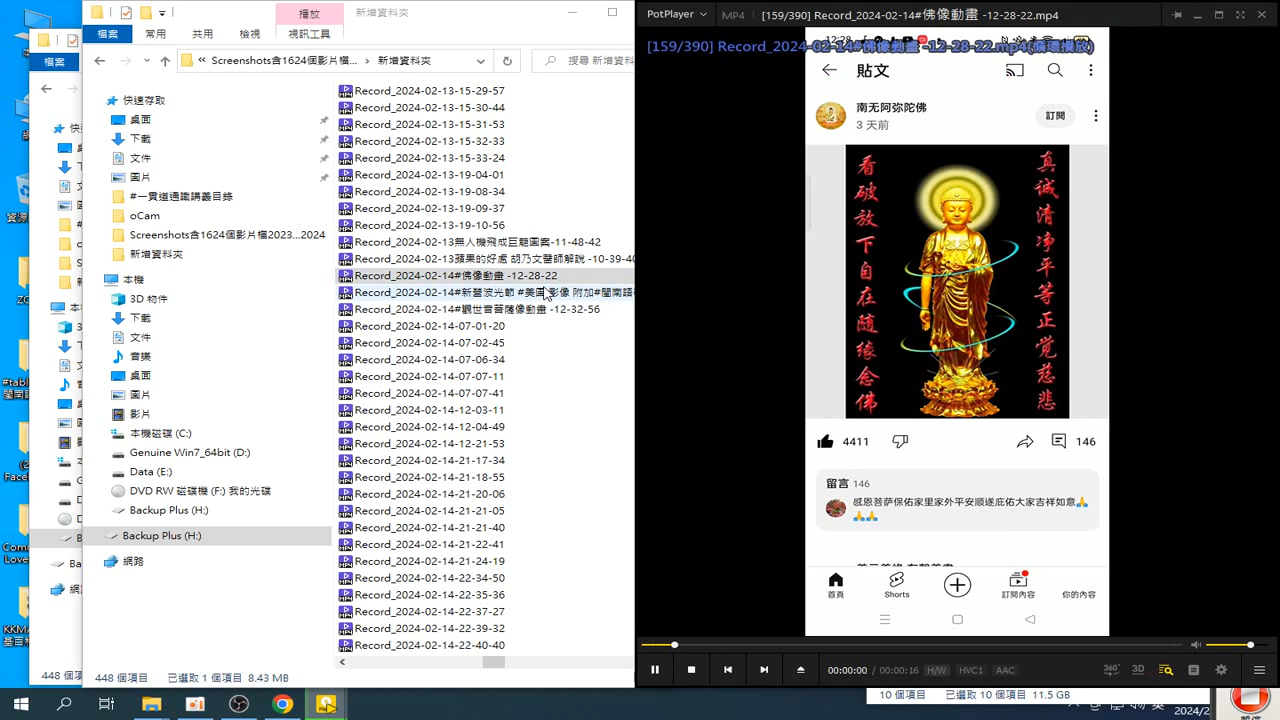 播放
新增資料夾
檔案
常用
共用
檢視
視訊工具
檔案
« Screenshots含1624個影片檔...
新增資料夾
搜尋 新增資料
快速存取
桌面
下載
文件
圖片
#一貫道通識講義目錄
oCam
Screenshots含1624個影片檔2023...2024
新增資料夾
本機
3D 物件
下載
文件
音樂
桌面
圖片
影片
本機磁碟 (C:)
Genuine Win7_64bit (D:)
Data (E:)
DVD RW 磁碟機 (F:) 我的光碟
Backup Plus (H:)
Backup Plus (H:)
網路
Record_2024-02-13-15-29-57
Record_2024-02-13-15-30-44
Record_2024-02-13-15-31-53
Record_2024-02-13-15-32-33
Record_2024-02-13-15-33-24
Record_2024-02-13-19-04-01
Record_2024-02-13-19-08-34
Record_2024-02-13-19-09-37
Record_2024-02-13-19-10-56
Record_2024-02-13無人機飛成巨龍圖案-11-48-42
Record_2024-02-13蘋果的好處 胡乃文醫師解說 -10-39-40
Record_2024-02-14#佛像動畫 -12-28-22
Record_2024-02-14#新營波光節 #美國影像 附加#閩南語
Record_2024-02-14#觀世音菩薩像動畫 -12-32-56
Record_2024-02-14-07-01-20
Record_2024-02-14-07-02-45
Record_2024-02-14-07-06-34
Record_2024-02-14-07-07-11
Record_2024-02-14-07-07-41
Record_2024-02-14-12-03-11
Record_2024-02-14-12-04-49
Record_2024-02-14-12-21-53
Record_2024-02-14-21-17-34
Record_2024-02-14-21-18-55
Record_2024-02-14-21-20-06
Record_2024-02-14-21-21-05
Record_2024-02-14-21-21-40
Record_2024-02-14-21-22-41
Record_2024-02-14-21-24-19
Record_2024-02-14-22-34-50
Record_2024-02-14-22-35-36
Record_2024-02-14-22-37-27
Record_2024-02-14-22-39-32
Record_2024-02-14-22-40-40
448 個項
448 個項目
已選取 1 個項目 8.43 MB
PotPlayer
MP4
[159/390] Record_2024-02-14#佛像動畫 -12-28-22.mp4
12:28
[159/390] Record_2024-02-14#佛像動畫 -12-28-22.mp4(循環播放)
貼文
南无阿弥陀佛
3 天前
訂閱
真诚清净平等正觉慈悲
看破放下自在随缘念佛
4411
146
留言 146
感恩菩萨保佑家里家外平安顺遂庇佑大家吉祥如意🙏
🙏🙏
首頁
Shorts
訂閱內容
你的內容
00:00:00 / 00:00:16
H/W
HVC1
AAC
360°
3D
10 個項目
已選取 10 個項目 11.5 GB
2024/2